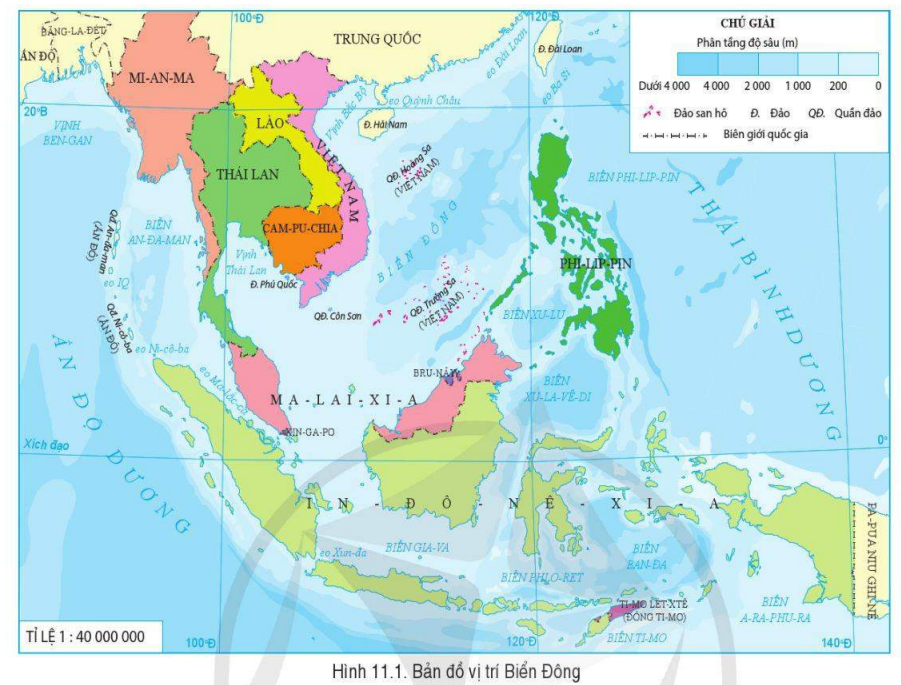 100°Đ
120°Đ
BĂNG-LA-ĐÉT
ẤN ĐỘ
TRUNG QUỐC
eo Đài Loan
Đ. Đài Loan
CHÚ GIẢI
Phân tầng độ sâu (m)
Dưới 4 000 4 000 2 000 1 000 200 0
Đảo san hô Đ. Đảo QĐ. Quần đảo
Biên giới quốc gia
MI-AN-MA
20°B
VỊNH
BEN-GAN
LÀO
VIỆT NAM
Vịnh Bắc Bộ
eo Quỳnh Châu
Đ. Hải Nam
eo Ba Si
THÁI LAN
QĐ. Hoàng Sa
(VIỆT NAM)
BIỂN PHI-LIP-PIN
THÁI BÌNH DƯƠNG
Qđ. An-đa-man
(ẤN ĐỘ)
BIỂN
AN-ĐA-MAN
CAM-PU-CHIA
BIỂN ĐÔNG
Vịnh
Thái Lan
PHI-LIP-PIN
eo IQ
Đ. Phú Quốc
QĐ. Côn Sơn
QĐ. Trường Sa
(VIỆT NAM)
BIỂN XU-LU
Qđ. Ni-cô-ba
(ẤN ĐỘ)
eo Ni-cô-ba
ẤN ĐỘ DƯƠNG
eo Ma-lắc-ca
BRU-NÂY
BIỂN
XU-LA-VÊ-DI
MA-LAI-XI-A
XIN-GA-PO
Xích đạo
0°
IN-ĐÔ-NÊ-XI-A
PA-PUA NIU GHI-NÊ
eo Xun-đa
BIỂN GIA-VA
BIỂN
BAN-ĐA
BIỂN PHLO-RET
TI-MO LÉT-XTÊ
(ĐÔNG TI-MO)
BIỂN
A-RA-PHU-RA
BIỂN TI-MO
TỈ LỆ 1 : 40 000 000
100°Đ
120°Đ
140°Đ
Hình 11.1. Bản đồ vị trí Biển Đông